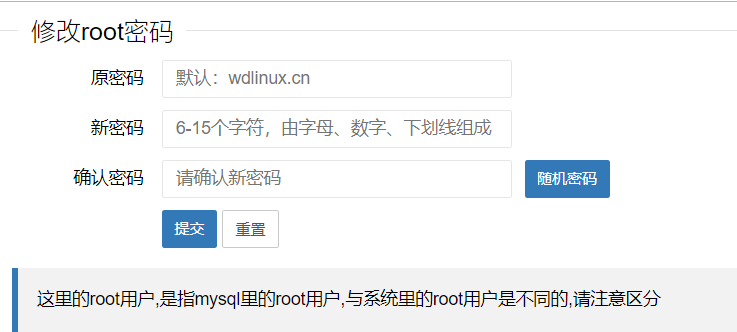 修改root密码
原密码 默认：wdlinux.cn
新密码 6-15个字符，由字母、数字、下划线组成
确认密码 请确认新密码 随机密码
提交 重置
这里的root用户,是指mysql里的root用户,与系统里的root用户是不同的,请注意区分